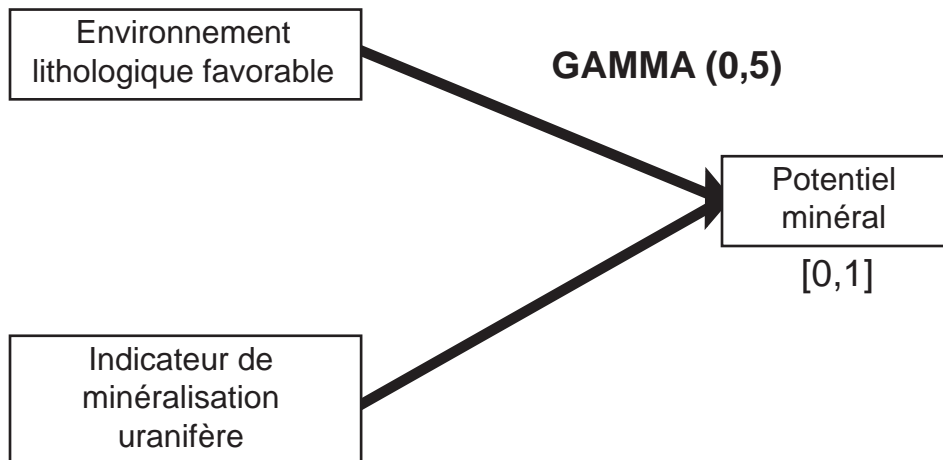 Environnement
lithologique favorable
GAMMA (0,5)
Potentiel
minéral
[0,1]
Indicateur de
minéralisation
uranifère